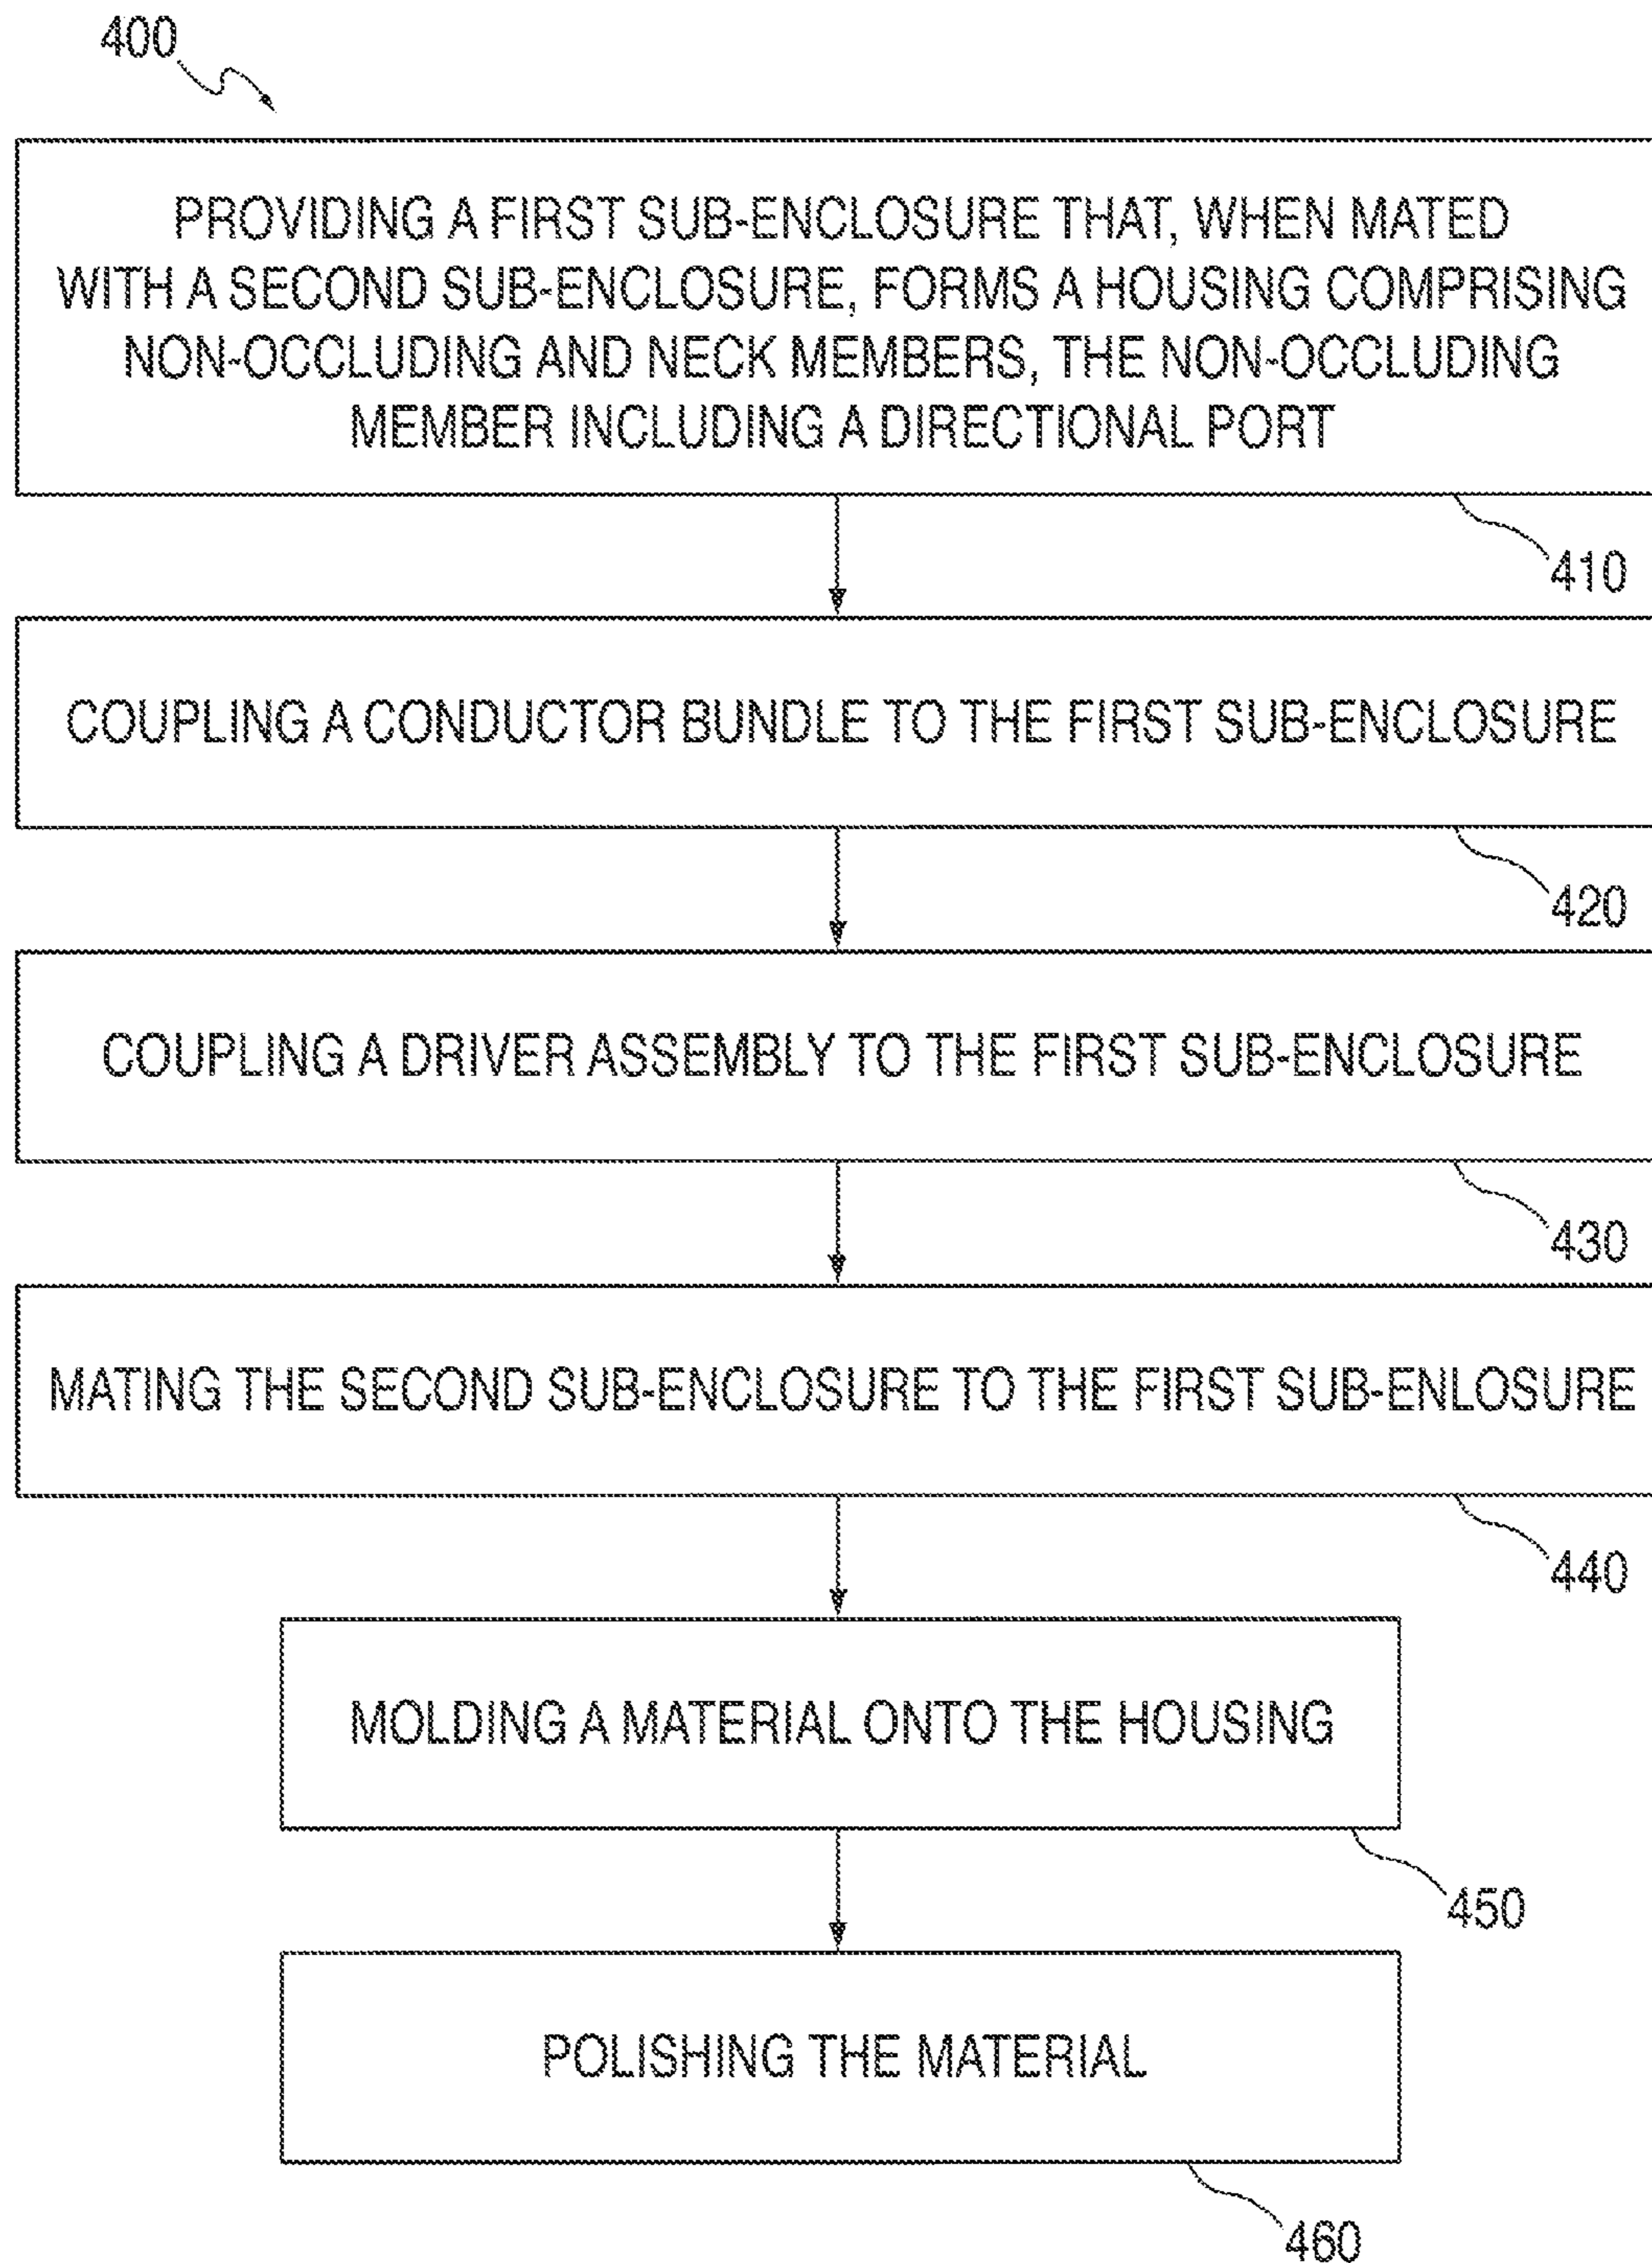 400
PROVIDING A FIRST SUB-ENCLOSURE THAT, WHEN MATED
WITH A SECOND SUB-ENCLOSURE, FORMS A HOUSING COMPRISING
NON-OCCLUDING AND NECK MEMBERS, THE NON-OCCLUDING
MEMBER INCLUDING A DIRECTIONAL PORT
410
COUPLING A CONDUCTOR BUNDLE TO THE FIRST SUB-ENCLOSURE
420
COUPLING A DRIVER ASSEMBLY TO THE FIRST SUB-ENCLOSURE
430
MATING THE SECOND SUB-ENCLOSURE TO THE FIRST SUB-ENLOSURE
440
MOLDING A MATERIAL ONTO THE HOUSING
450
POLISHING THE MATERIAL
460